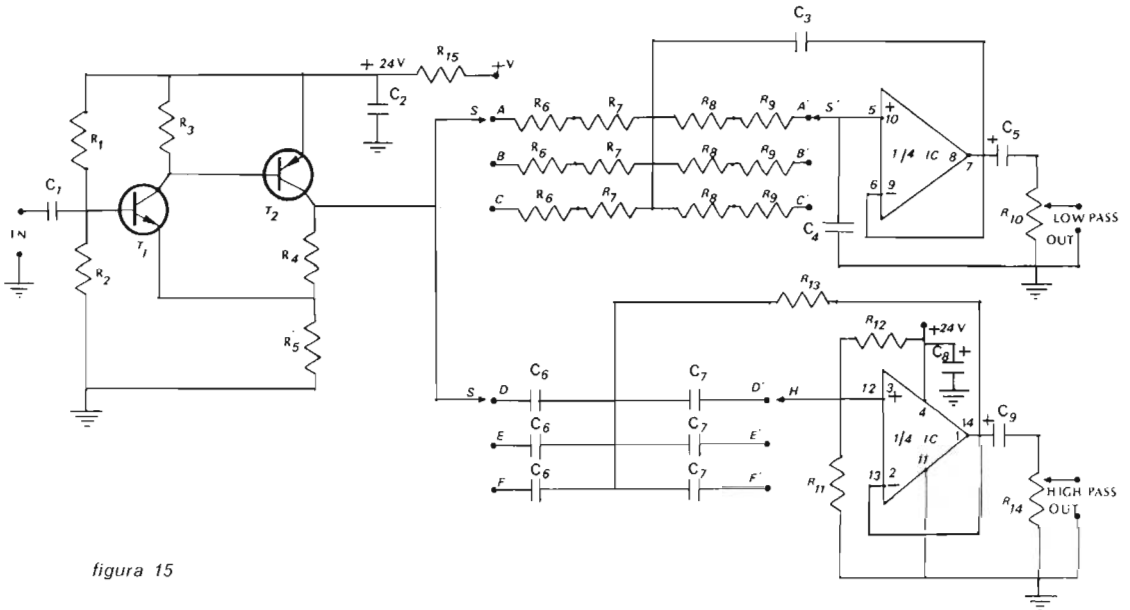 C3
R15
+ 24V
+V
C2
R1
R3
S A R6 R7 R8 R9 A' S'
5 +
10
1/4 IC 8
7
+ C5
B R6 R7 R8 R9 B'
C R6 R7 R8 R9 C'
6 9 −
C4
R10
LOW PASS
OUT
C1
IN
T1
T2
R2
R4
R5
R13
R12
+24V
C8 +
S D C6 C7 D' H
12 3
+
4
1/4 IC 1 14
+ C9
E C6 C7 E'
11
13 2
−
F C6 C7 F'
R11
R14
HIGH PASS
OUT
figura 15